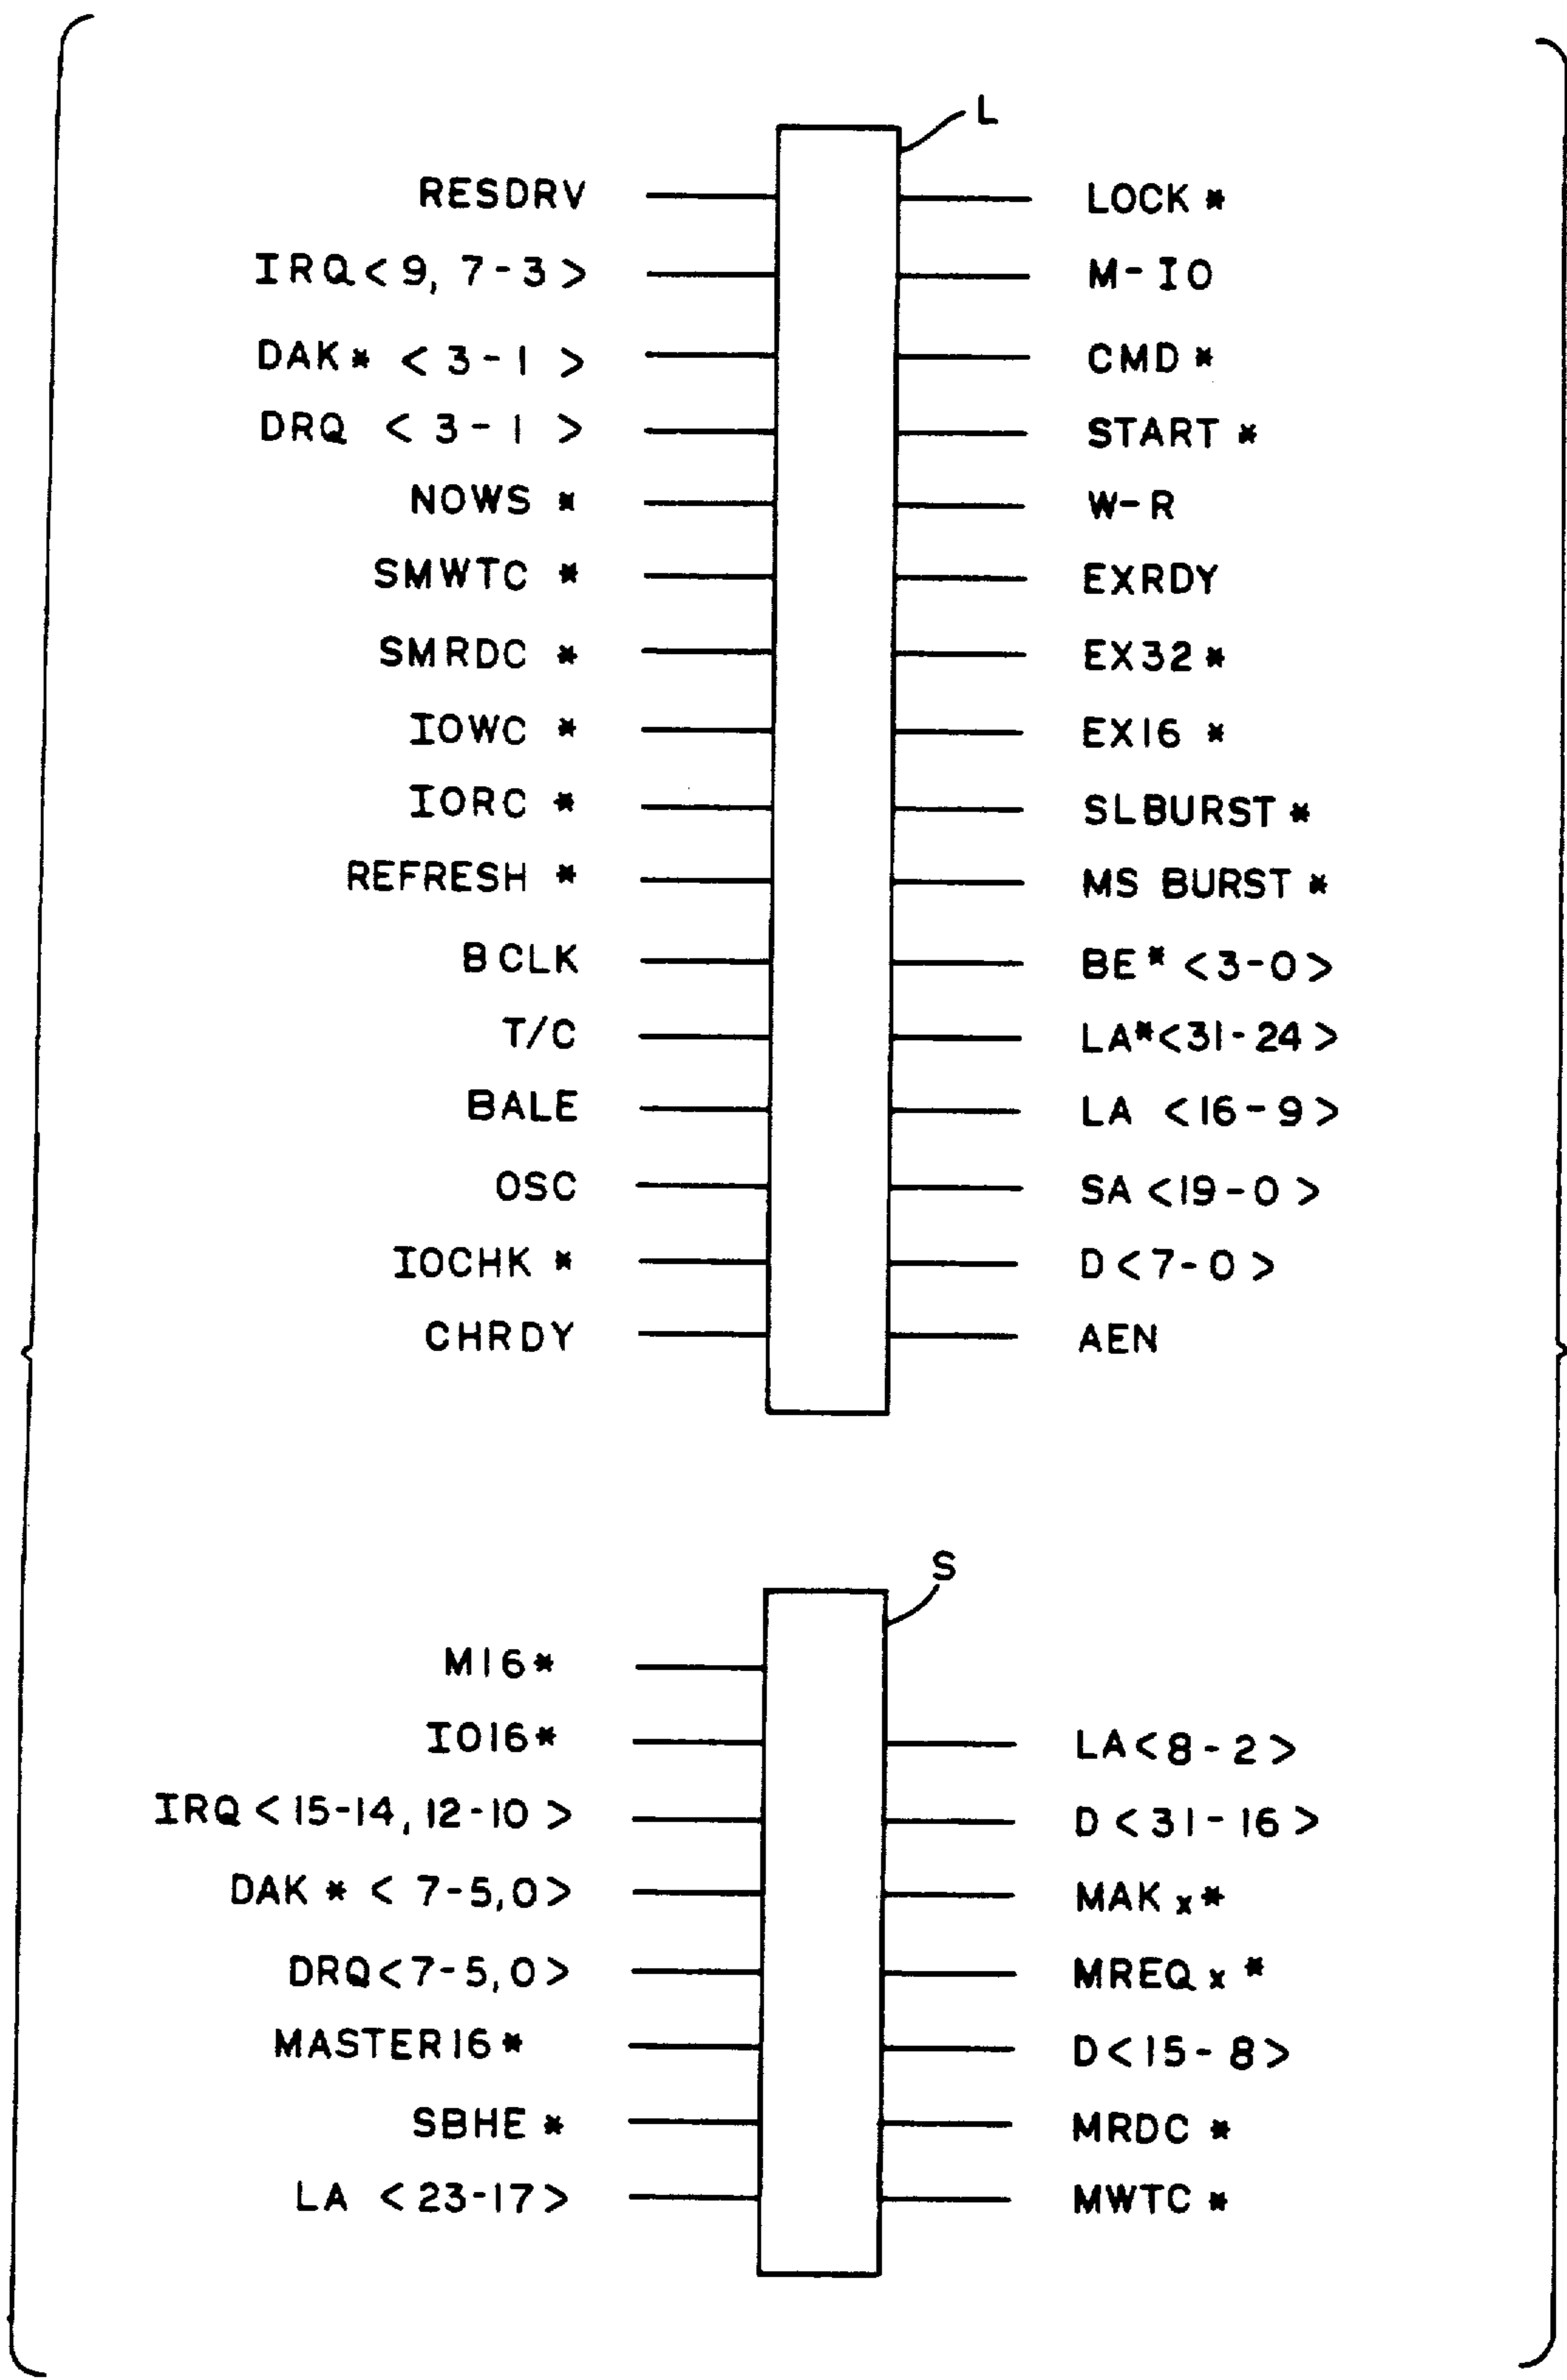 L
RESDRV LOCK *
IRQ < 9, 7-3 > M-IO
DAK * < 3-1 > CMD *
DRQ < 3-1 > START *
NOWS * W-R
SMWTC * EXRDY
SMRDC * EX32 *
IOWC * EX16 *
IORC * SLBURST *
REFRESH * MS BURST *
BCLK BE* <3-0>
T/C LA*<31-24>
BALE LA <16-9>
OSC SA <19-0>
IOCHK * D<7-0>
CHRDY AEN
S
M16*
IO16* LA<8-2>
IRQ <15-14, 12-10> D<31-16>
DAK * < 7-5,0> MAK x*
DRQ<7-5,0> MREQ x *
MASTER16* D<15-8>
SBHE * MRDC *
LA <23-17> MWTC *